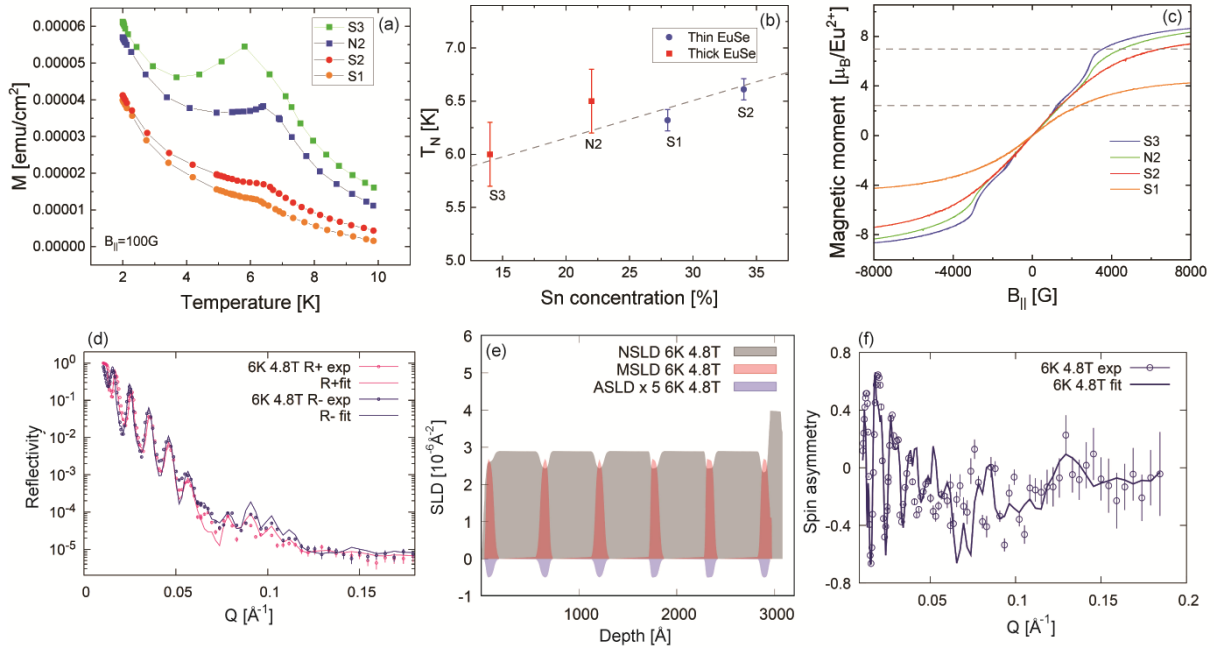 (a)
M [emu/cm²]
0.00006
0.00005
0.00004
0.00003
0.00002
0.00001
0.00000
S3
N2
S2
S1
B||=100G
2 4 6 8 10
Temperature [K]
(b)
T_N [K]
7.5
7.0
6.5
6.0
5.5
5.0
Thin EuSe
Thick EuSe
S3
N2
S1
S2
15 20 25 30 35
Sn concentration [%]
(c)
Magnetic moment [μB/Eu²⁺]
8
4
0
-4
-8
S3
N2
S2
S1
-8000 -4000 0 4000 8000
B|| [G]
(d)
Reflectivity
10⁰
10⁻¹
10⁻²
10⁻³
10⁻⁴
10⁻⁵
6K 4.8T R+ exp
R+fit
6K 4.8T R- exp
R- fit
0 0.05 0.1 0.15
Q [Å⁻¹]
(e)
SLD [10⁻⁶Å⁻²]
6
5
4
3
2
1
0
-1
NSLD 6K 4.8T
MSLD 6K 4.8T
ASLD x 5 6K 4.8T
1000 2000 3000
Depth [Å]
(f)
Spin asymmetry
0.8
0.4
0
-0.4
-0.8
6K 4.8T exp
6K 4.8T fit
0.05 0.1 0.15 0.2
Q [Å⁻¹]